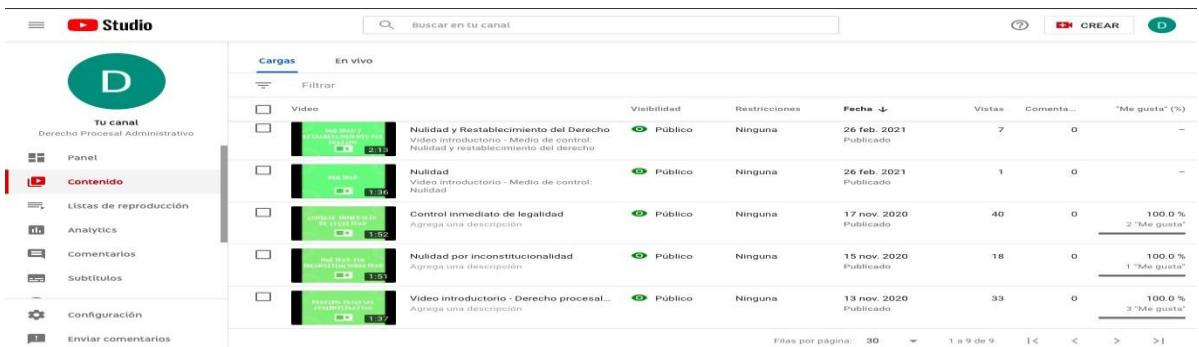 Studio
Buscar en tu canal
CREAR
D
D
Tu canal
Derecho Procesal Administrativo
Panel
Contenido
Listas de reproducción
Analytics
Comentarios
Subtítulos
Configuración
Enviar comentarios
Cargas En vivo
Filtrar
Video Visibilidad Restricciones Fecha ↓ Vistas Comenta... "Me gusta" (%)
2:13
Nulidad y Restablecimiento del Derecho Público Ninguna 26 feb. 2021 7 0 –
Video introductorio - Medio de control: Publicado
Nulidad y restablecimiento del derecho
1:36
Nulidad Público Ninguna 26 feb. 2021 1 0 –
Video introductorio - Medio de control: Publicado
Nulidad
1:52
Control inmediato de legalidad Público Ninguna 17 nov. 2020 40 0 100.0 %
Agrega una descripción Publicado 2 "Me gusta"
1:51
Nulidad por inconstitucionalidad Público Ninguna 15 nov. 2020 18 0 100.0 %
Agrega una descripción Publicado 1 "Me gusta"
1:37
Video introductorio - Derecho procesal... Público Ninguna 13 nov. 2020 33 0 100.0 %
Agrega una descripción Publicado 3 "Me gusta"
Filas por página: 30 1 a 9 de 9